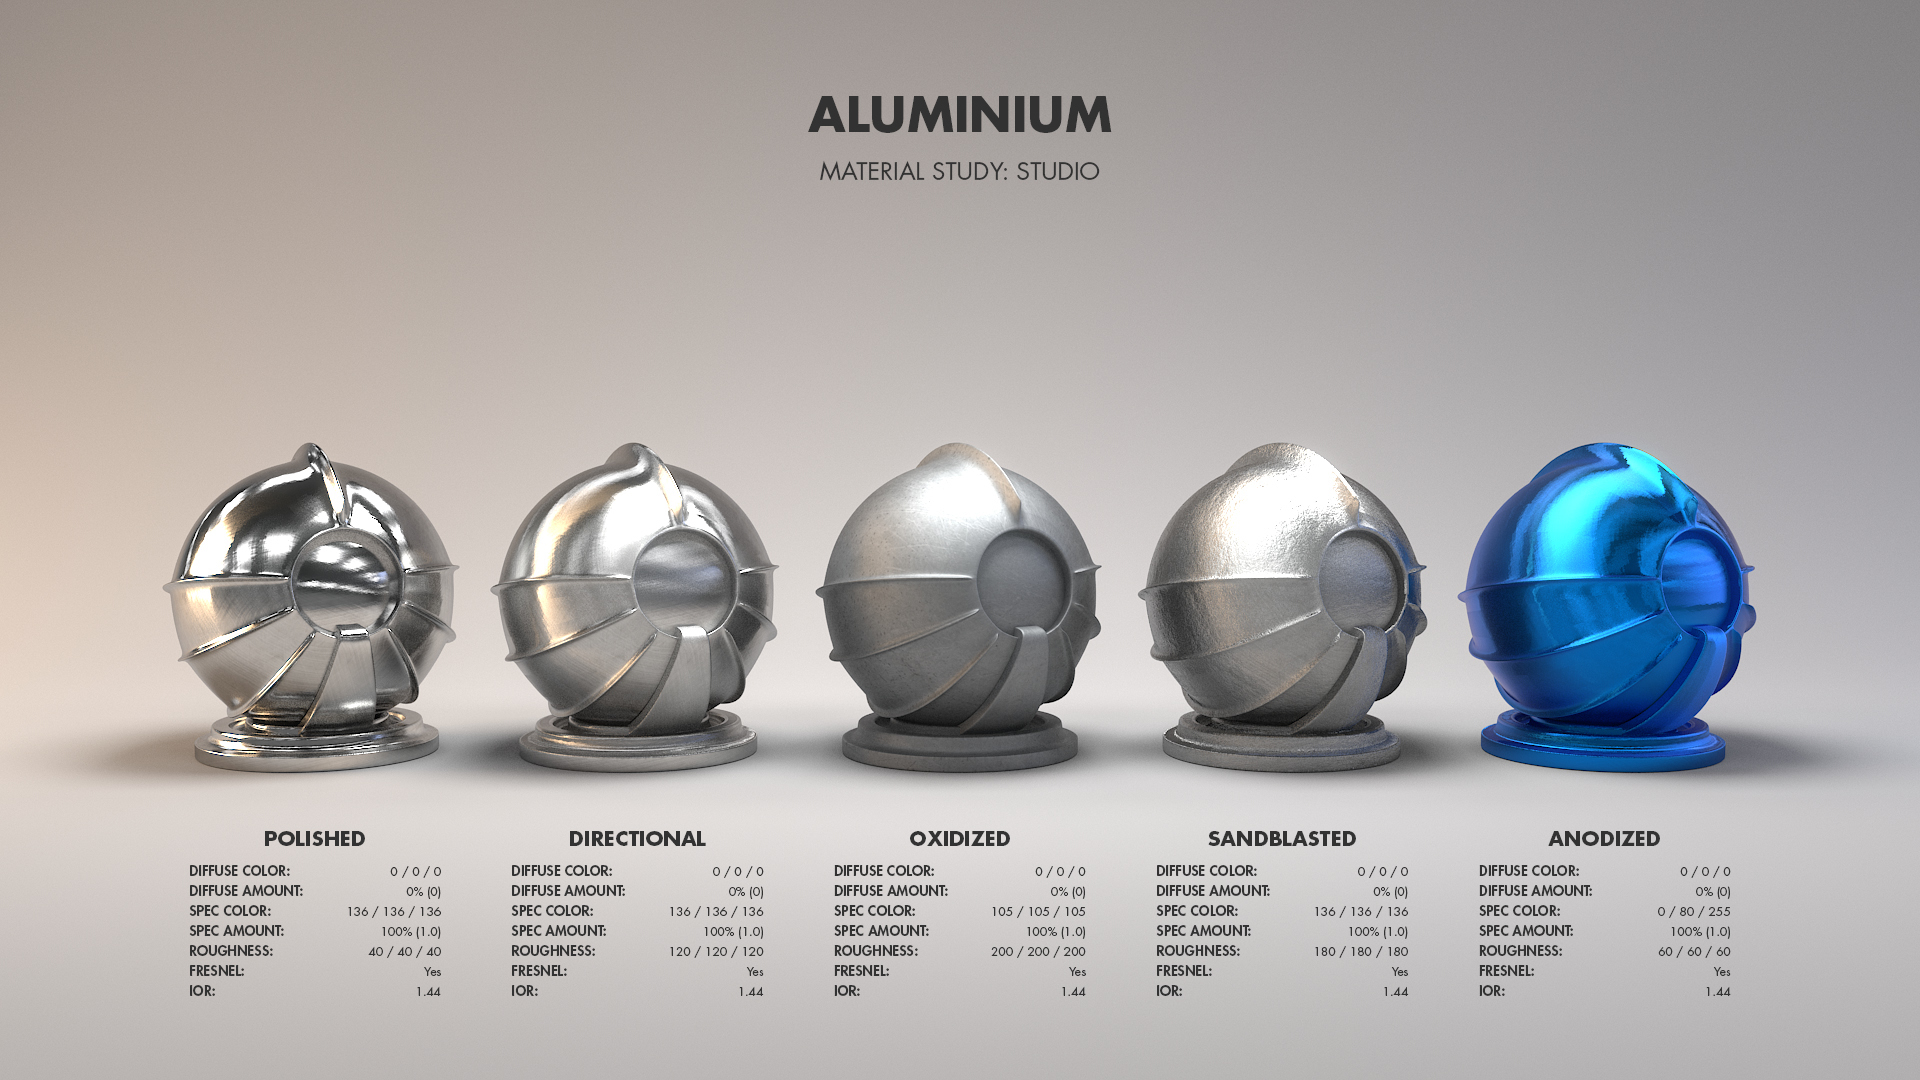 ALUMINIUM
MATERIAL STUDY: STUDIO
POLISHED
DIFFUSE COLOR: 0 / 0 / 0
DIFFUSE AMOUNT: 0% (0)
SPEC COLOR: 136 / 136 / 136
SPEC AMOUNT: 100% (1.0)
ROUGHNESS: 40 / 40 / 40
FRESNEL: Yes
IOR: 1.44
DIRECTIONAL
DIFFUSE COLOR: 0 / 0 / 0
DIFFUSE AMOUNT: 0% (0)
SPEC COLOR: 136 / 136 / 136
SPEC AMOUNT: 100% (1.0)
ROUGHNESS: 120 / 120 / 120
FRESNEL: Yes
IOR: 1.44
OXIDIZED
DIFFUSE COLOR: 0 / 0 / 0
DIFFUSE AMOUNT: 0% (0)
SPEC COLOR: 105 / 105 / 105
SPEC AMOUNT: 100% (1.0)
ROUGHNESS: 200 / 200 / 200
FRESNEL: Yes
IOR: 1.44
SANDBLASTED
DIFFUSE COLOR: 0 / 0 / 0
DIFFUSE AMOUNT: 0% (0)
SPEC COLOR: 136 / 136 / 136
SPEC AMOUNT: 100% (1.0)
ROUGHNESS: 180 / 180 / 180
FRESNEL: Yes
IOR: 1.44
ANODIZED
DIFFUSE COLOR: 0 / 0 / 0
DIFFUSE AMOUNT: 0% (0)
SPEC COLOR: 0 / 80 / 255
SPEC AMOUNT: 100% (1.0)
ROUGHNESS: 60 / 60 / 60
FRESNEL: Yes
IOR: 1.44